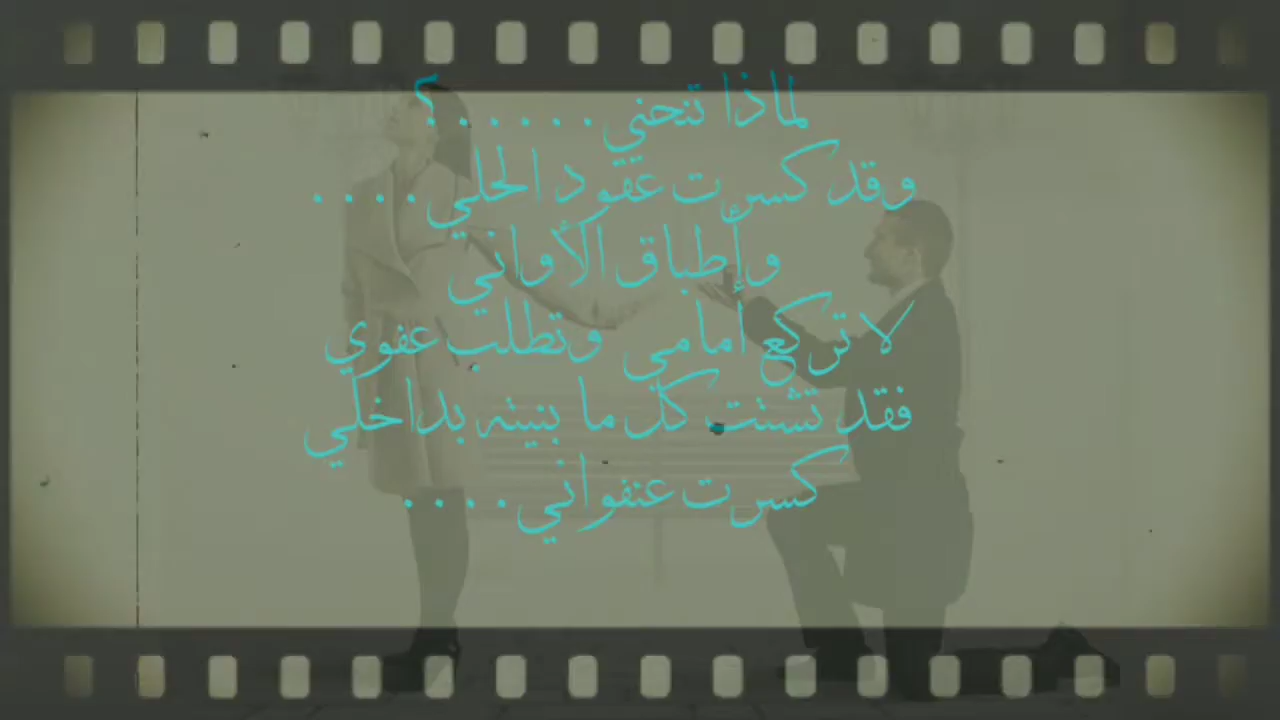 لماذا تنحني......؟
وقد كسرت عقود الحلي....
وأطباق الأواني
لا تركع أمامي وتطلب عفوي
فقد تشتت كل ما بنيته بداخلي
كسرت عنفواني....